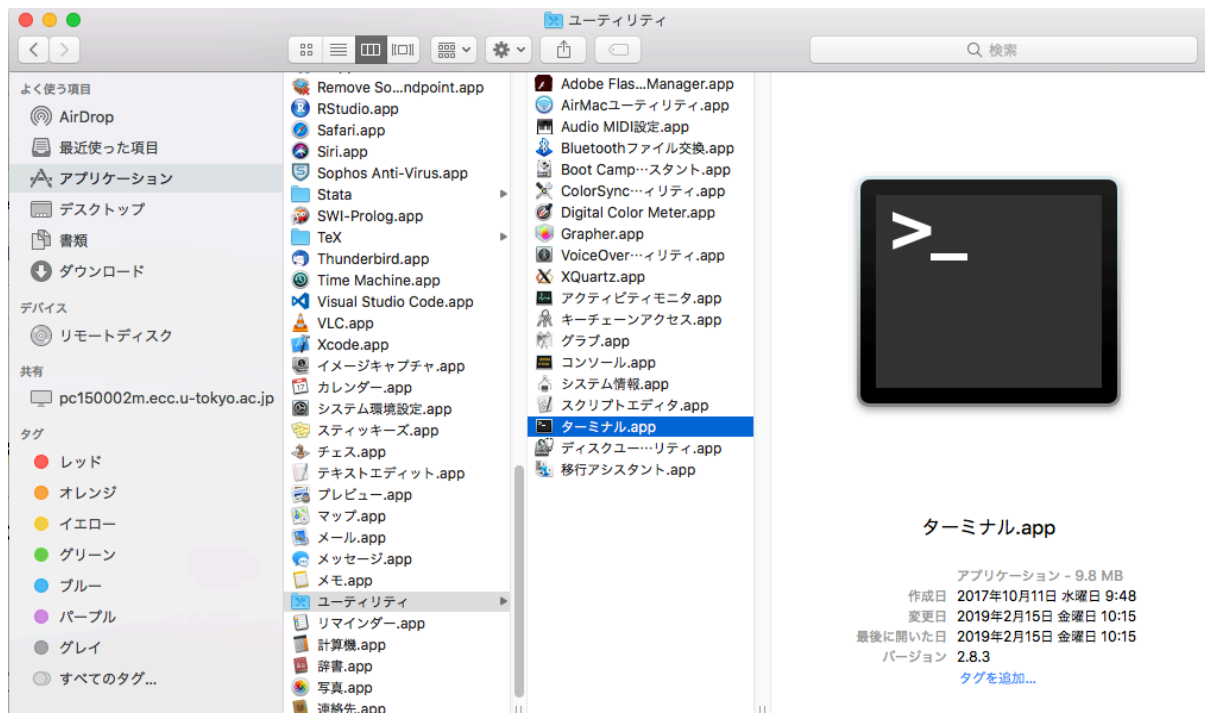 ユーティリティ
検索
よく使う項目
AirDrop
最近使った項目
アプリケーション
デスクトップ
書類
ダウンロード
デバイス
リモートディスク
共有
pc150002m.ecc.u-tokyo.ac.jp
タグ
レッド
オレンジ
イエロー
グリーン
ブルー
パープル
グレイ
すべてのタグ...
Remove So...ndpoint.app
RStudio.app
Safari.app
Siri.app
Sophos Anti-Virus.app
Stata
SWI-Prolog.app
TeX
Thunderbird.app
Time Machine.app
Visual Studio Code.app
VLC.app
Xcode.app
イメージキャプチャ.app
カレンダー.app
システム環境設定.app
スティッキーズ.app
チェス.app
テキストエディット.app
プレビュー.app
マップ.app
メール.app
メッセージ.app
メモ.app
ユーティリティ
リマインダー.app
計算機.app
辞書.app
写真.app
連絡先.app
Adobe Flas...Manager.app
AirMacユーティリティ.app
Audio MIDI設定.app
Bluetoothファイル交換.app
Boot Camp…スタント.app
ColorSync…ィリティ.app
Digital Color Meter.app
Grapher.app
VoiceOver…ィリティ.app
XQuartz.app
アクティビティモニタ.app
キーチェーンアクセス.app
グラブ.app
コンソール.app
システム情報.app
スクリプトエディタ.app
ターミナル.app
ディスクユー…リティ.app
移行アシスタント.app
>_
ターミナル.app
アプリケーション - 9.8 MB
作成日 2017年10月11日 水曜日 9:48
変更日 2019年2月15日 金曜日 10:15
最後に開いた日 2019年2月15日 金曜日 10:15
バージョン 2.8.3
タグを追加...